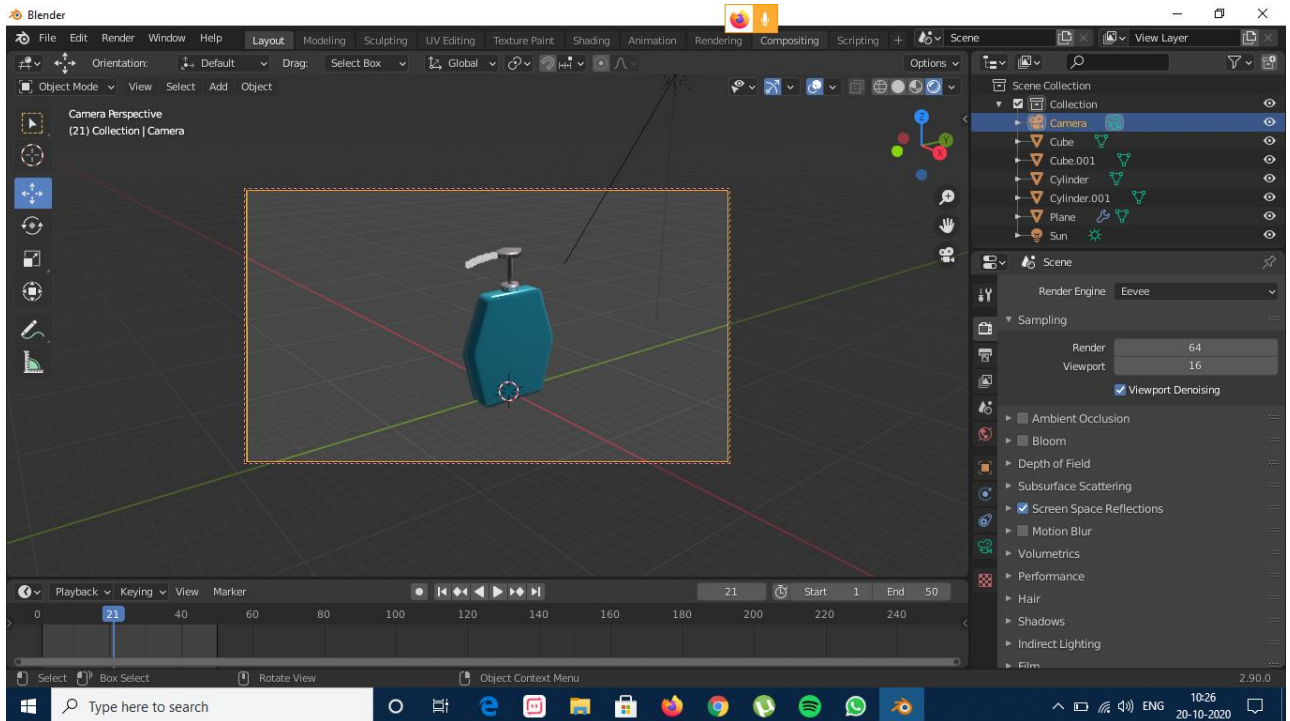 Blender
File Edit Render Window Help Layout Modeling Sculpting UV Editing Texture Paint Shading Animation Rendering Compositing Scripting + Scene View Layer
Orientation: Default Drag: Select Box Global Options
Object Mode View Select Add Object
Camera Perspective
(21) Collection | Camera
Z
Y
X
Scene Collection
Collection
Camera
Cube
Cube.001
Cylinder
Cylinder.001
Plane
Sun
Scene
Render Engine Eevee
Sampling
Render 64
Viewport 16
Viewport Denoising
Ambient Occlusion
Bloom
Depth of Field
Subsurface Scattering
Screen Space Reflections
Motion Blur
Volumetrics
Performance
Hair
Shadows
Indirect Lighting
Film
Playback Keying View Marker 21 Start 1 End 50
0 21 40 60 80 100 120 140 160 180 200 220 240
Select Box Select Rotate View Object Context Menu 2.90.0
Type here to search ENG 10:26
20-10-2020